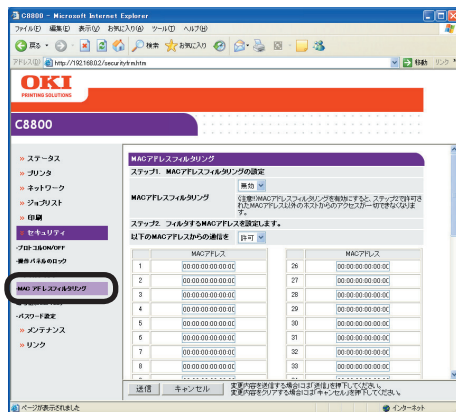 C8800 - Microsoft Internet Explorer
ファイル(F) 編集(E) 表示(V) お気に入り(A) ツール(T) ヘルプ(H)
戻る 検索 お気に入り
アドレス(D) http://192.168.0.2/securityfrm.htm 移動 リンク
OKI
PRINTING SOLUTIONS
C8800
» ステータス
» プリンタ
» ネットワーク
» ジョブリスト
» 印刷
» セキュリティ
・プロトコルON/OFF
・操作パネルのロック
・MAC アドレスフィルタリング
・パスワード設定
» メンテナンス
» リンク
MACアドレスフィルタリング
ステップ1. MACアドレスフィルタリングの設定
MACアドレスフィルタリング
無効
(注意!)MACアドレスフィルタリングを有効にすると、ステップ2で許可さ
れたMACアドレス以外のホストからのアクセスが一切できなくなりま
す。
ステップ2. フィルタするMACアドレスを設定します。
以下のMACアドレスからの通信を 許可
MACアドレス MACアドレス
1 00:00:00:00:00:0C 26 00:00:00:00:00:0C
2 00:00:00:00:00:0C 27 00:00:00:00:00:0C
3 00:00:00:00:00:0C 28 00:00:00:00:00:0C
4 00:00:00:00:00:0C 29 00:00:00:00:00:0C
5 00:00:00:00:00:0C 30 00:00:00:00:00:0C
6 00:00:00:00:00:0C 31 00:00:00:00:00:0C
7 00:00:00:00:00:0C 32 00:00:00:00:00:0C
8 00:00:00:00:00:0C 33 00:00:00:00:00:0C
送信 キャンセル
変更内容を送信する場合には「送信」を押下してください。
変更内容をクリアする場合には「キャンセル」を押下してください。
ページが表示されました インターネット